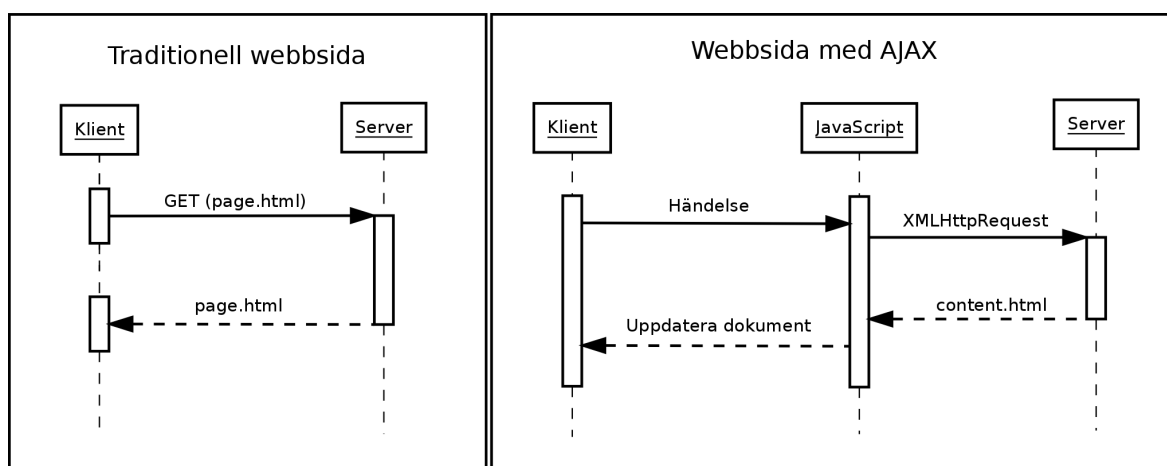 Traditionell webbsida
Klient
Server
GET (page.html)
page.html
Webbsida med AJAX
Klient
JavaScript
Server
Händelse
XMLHttpRequest
content.html
Uppdatera dokument